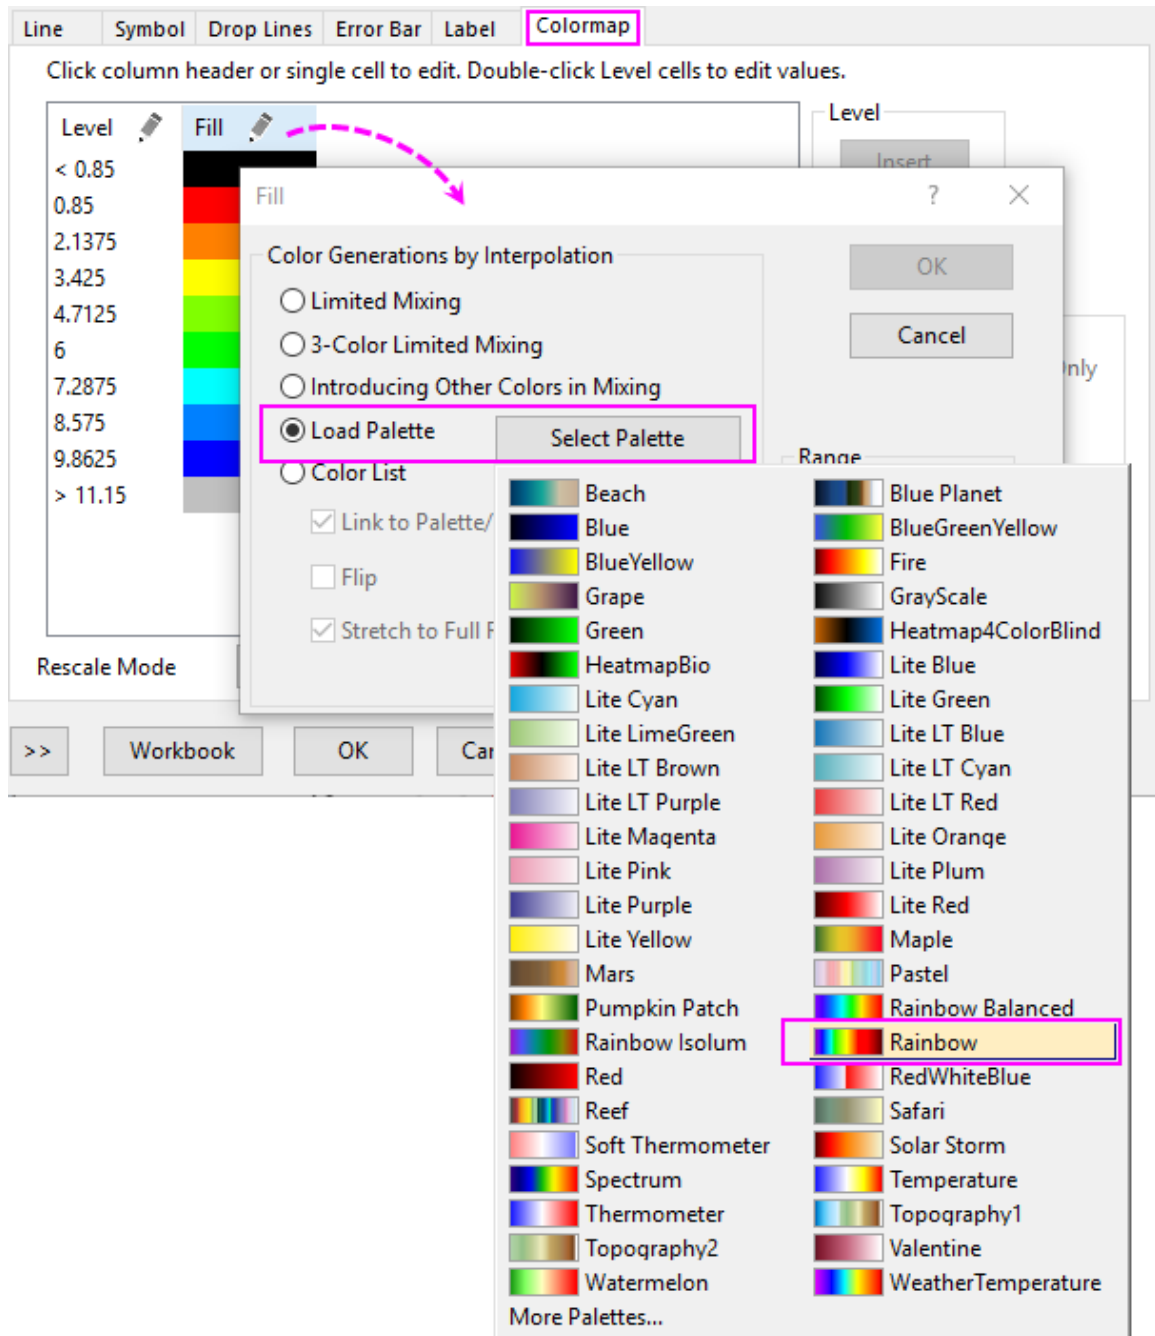 Line Symbol Drop Lines Error Bar Label Colormap
Click column header or single cell to edit. Double-click Level cells to edit values.
Level Fill
Level
Insert
< 0.85
0.85
2.1375
3.425
4.7125
6
7.2875
8.575
9.8625
> 11.15
Fill ? ×
Color Generations by Interpolation
OK
Cancel
Limited Mixing
3-Color Limited Mixing
Introducing Other Colors in Mixing
Load Palette Select Palette
Color List
Range
Link to Palette/
Flip
Stretch to Full
Rescale Mode
>> Workbook OK
Beach Blue Planet
Blue BlueGreenYellow
BlueYellow Fire
Grape GrayScale
Green Heatmap4ColorBlind
HeatmapBio Lite Blue
Lite Cyan Lite Green
Lite LimeGreen Lite LT Blue
Lite LT Brown Lite LT Cyan
Lite LT Purple Lite LT Red
Lite Magenta Lite Orange
Lite Pink Lite Plum
Lite Purple Lite Red
Lite Yellow Maple
Mars Pastel
Pumpkin Patch Rainbow Balanced
Rainbow Isolum Rainbow
Red RedWhiteBlue
Reef Safari
Soft Thermometer Solar Storm
Spectrum Temperature
Thermometer Topography1
Topography2 Valentine
Watermelon WeatherTemperature
More Palettes...